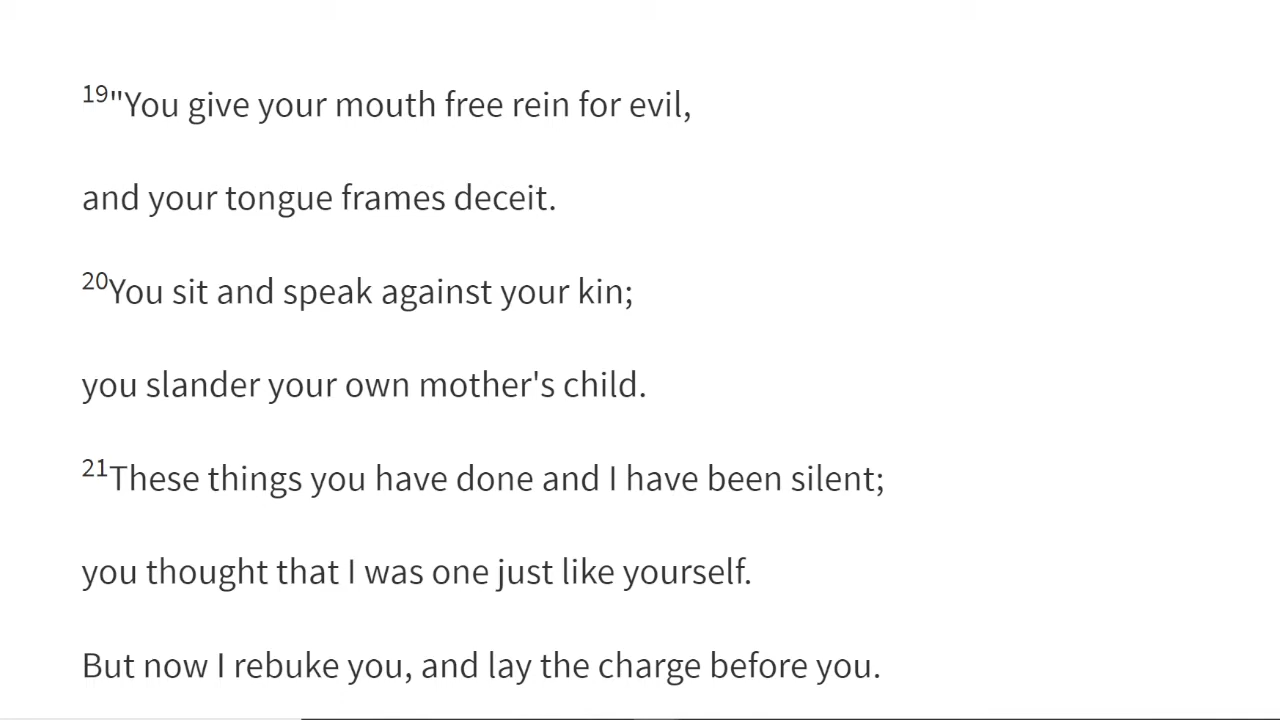 19"You give your mouth free rein for evil,
and your tongue frames deceit.
20You sit and speak against your kin;
you slander your own mother's child.
21These things you have done and I have been silent;
you thought that I was one just like yourself.
But now I rebuke you, and lay the charge before you.